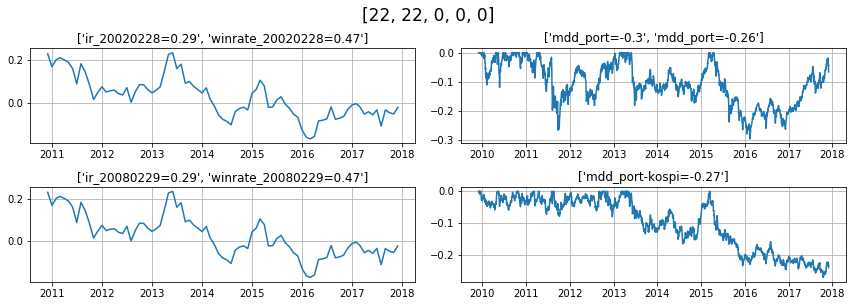 [22, 22, 0, 0, 0]
['ir_20020228=0.29', 'winrate_20020228=0.47']
0.2
0.0
2011 2012 2013 2014 2015 2016 2017 2018
['mdd_port=-0.3', 'mdd_port=-0.26']
0.0
−0.1
−0.2
−0.3
2010 2011 2012 2013 2014 2015 2016 2017 2018
['ir_20080229=0.29', 'winrate_20080229=0.47']
0.2
0.0
2011 2012 2013 2014 2015 2016 2017 2018
['mdd_port-kospi=-0.27']
0.0
−0.1
−0.2
2010 2011 2012 2013 2014 2015 2016 2017 2018